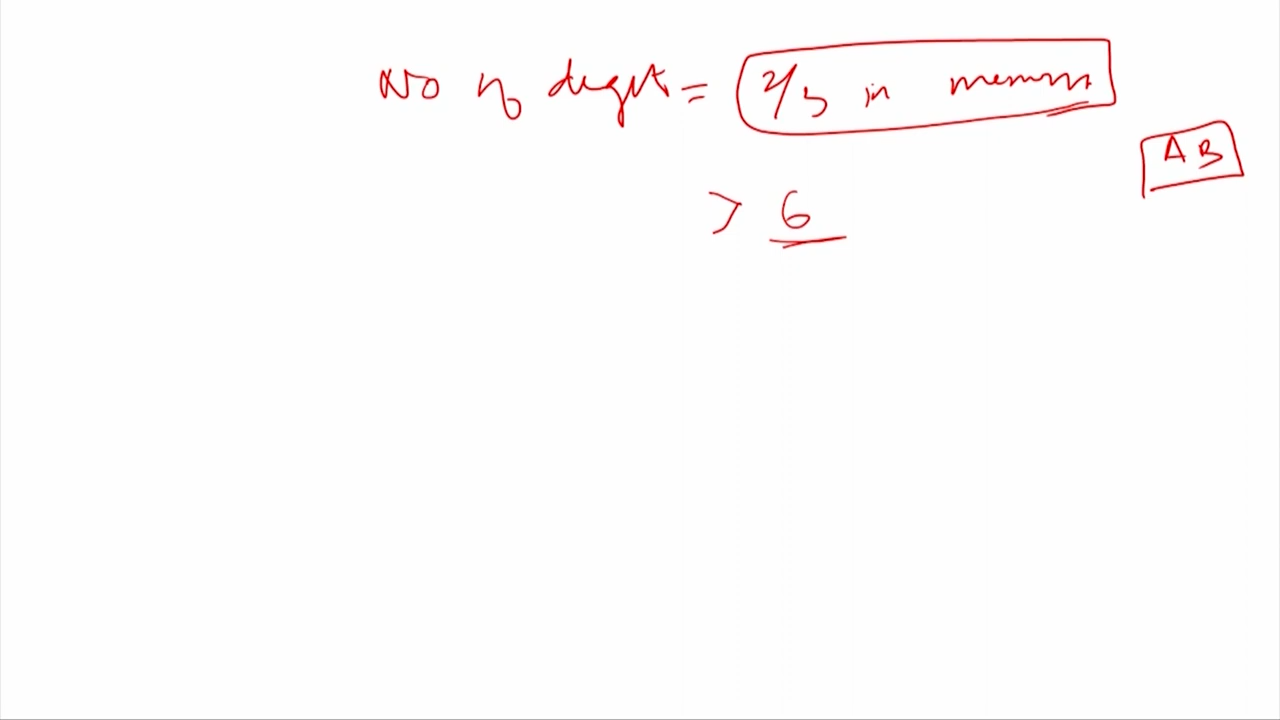 No of digit = 2/3 in memory
AB
> 6